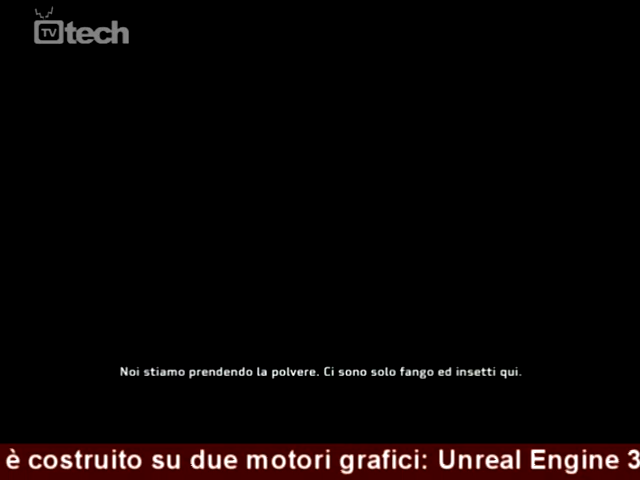 TV tech
Noi stiamo prendendo la polvere. Ci sono solo fango ed insetti qui.
è costruito su due motori grafici: Unreal Engine 3